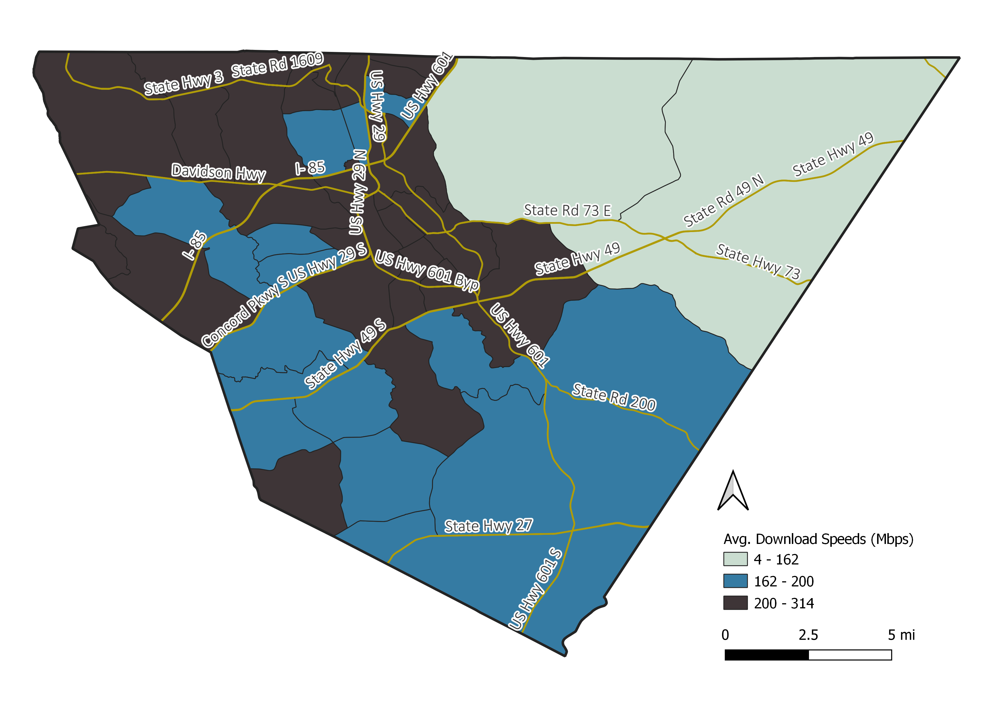 State Hwy 3
State Rd 1609
US Hwy 29
US Hwy 601
Davidson Hwy
I- 85
US Hwy 29 N
State Hwy 49
State Rd 49 N
State Rd 73 E
I- 85
State Hwy 49
State Hwy 73
US Hwy 29 S
US Hwy 601 Byp
Concord Pkwy S
State Hwy 49 S
US Hwy 601
State Rd 200
State Hwy 27
US Hwy 601 S
Avg. Download Speeds (Mbps)
4 - 162
162 - 200
200 - 314
0 2.5 5 mi